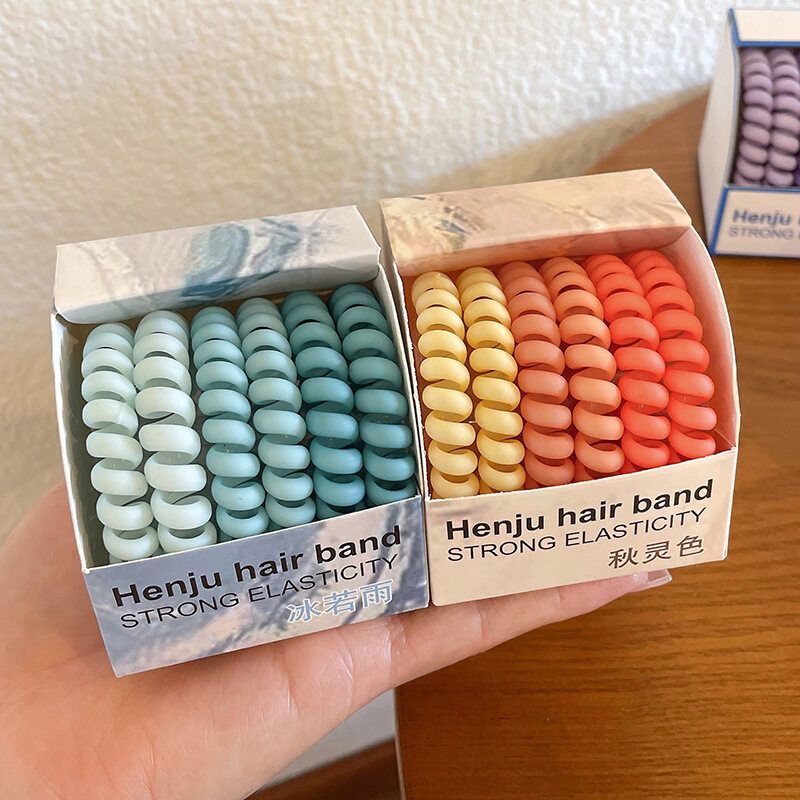 Henju hair band
STRONG ELASTICITY
冰若雨
Henju hair band
STRONG ELASTICITY
秋灵色
Henju
STRONG